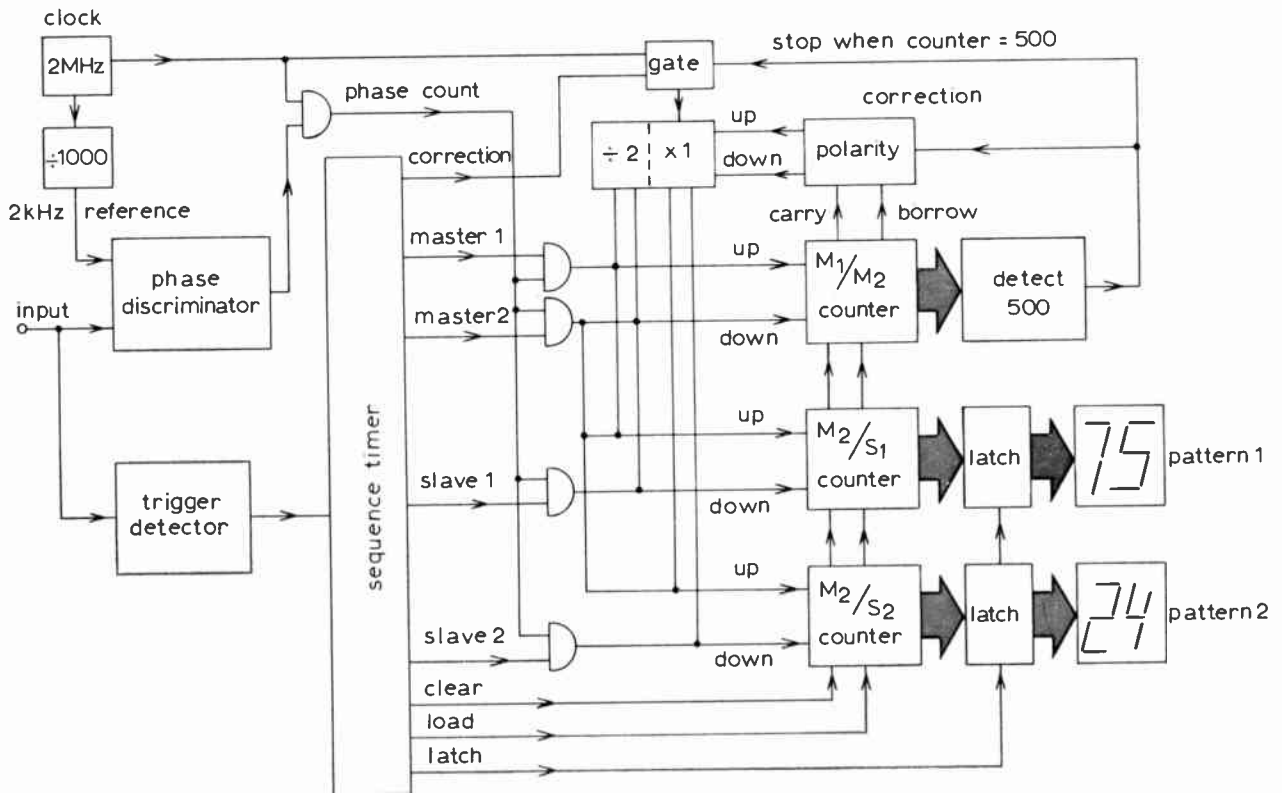 clock
2MHz
÷1000
2kHz reference
phase
discriminator
input
trigger
detector
phase count
sequence timer
correction
master 1
master 2
slave 1
slave 2
clear
load
latch
gate
stop when counter = 500
correction
÷ 2 x 1
up
down
polarity
carry borrow
up
down
M1/M2
counter
detect
500
up
down
M2/S1
counter
latch
75
pattern 1
up
down
M2/S2
counter
latch
24
pattern 2